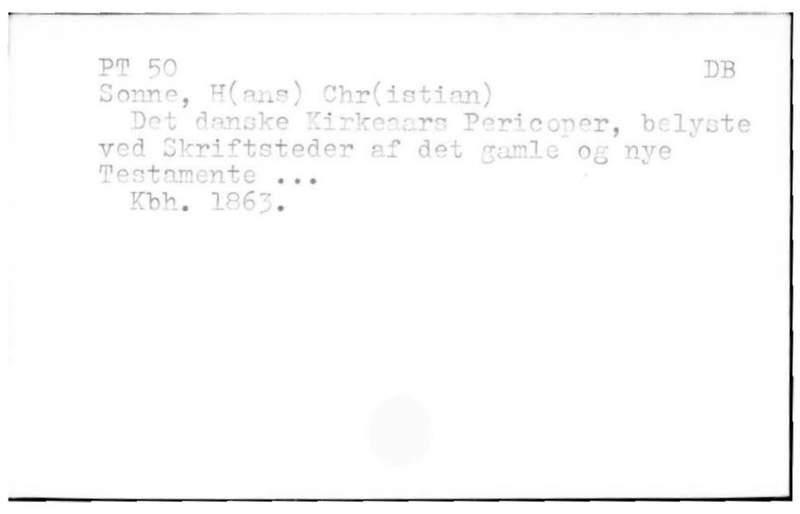 PT 50 DB
Sonne, H(ans) Chr(istian)
Det danske Kirkeaars Pericoper, belyste
ved Skriftsteder af det gamle og nye
Testamente ...
Kbh. 1863.